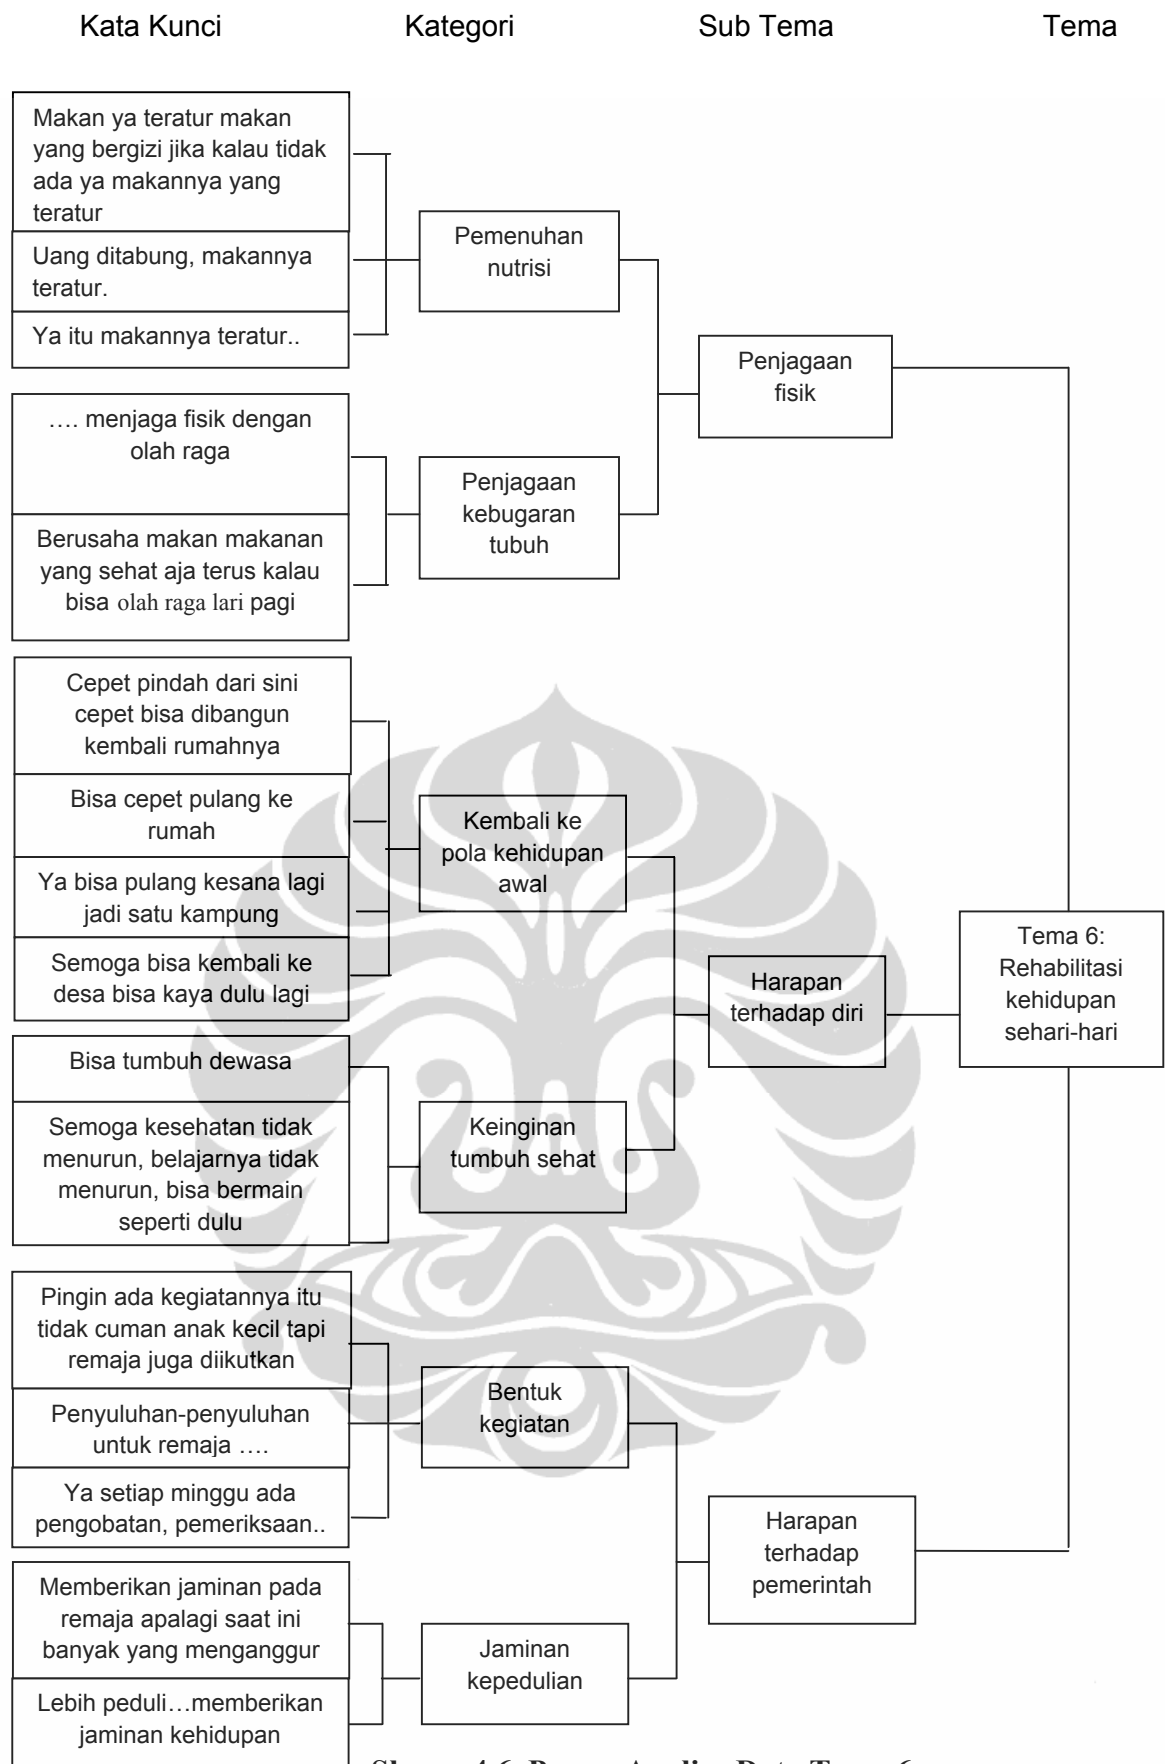 Kata Kunci Kategori Sub Tema Tema
Makan ya teratur makan
yang bergizi jika kalau tidak
ada ya makannya yang
teratur
Uang ditabung, makannya
teratur.
Ya itu makannya teratur..
Pemenuhan
nutrisi
Penjagaan
fisik
…. menjaga fisik dengan
olah raga
Berusaha makan makanan
yang sehat aja terus kalau
bisa olah raga lari pagi
Penjagaan
kebugaran
tubuh
Cepet pindah dari sini
cepet bisa dibangun
kembali rumahnya
Bisa cepet pulang ke
rumah
Ya bisa pulang kesana lagi
jadi satu kampung
Semoga bisa kembali ke
desa bisa kaya dulu lagi
Kembali ke
pola kehidupan
awal
Harapan
terhadap diri
Tema 6:
Rehabilitasi
kehidupan
sehari-hari
Bisa tumbuh dewasa
Semoga kesehatan tidak
menurun, belajarnya tidak
menurun, bisa bermain
seperti dulu
Keinginan
tumbuh sehat
Pingin ada kegiatannya itu
tidak cuman anak kecil tapi
remaja juga diikutkan
Penyuluhan-penyuluhan
untuk remaja ….
Ya setiap minggu ada
pengobatan, pemeriksaan..
Bentuk
kegiatan
Harapan
terhadap
pemerintah
Memberikan jaminan pada
remaja apalagi saat ini
banyak yang menganggur
Lebih peduli…memberikan
jaminan kehidupan
Jaminan
kepedulian